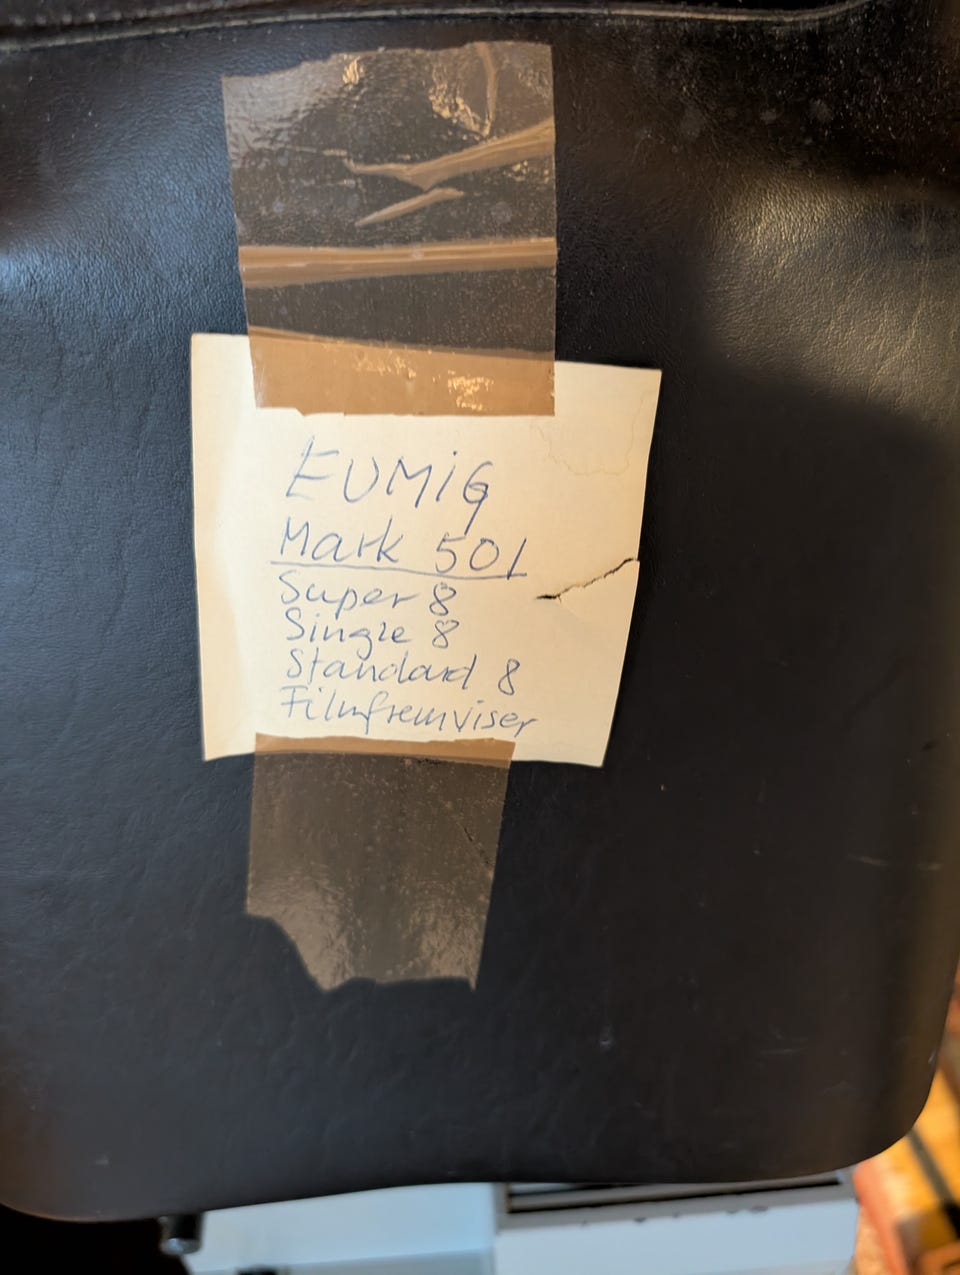 EUMiG
Mark 501
Super 8
Single 8
Standard 8
Filmfremviser